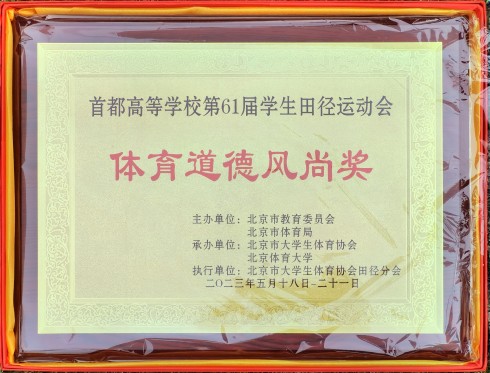 首都高等学校第61届学生田径运动会
体育道德风尚奖
主办单位：北京市教育委员会
北京市体育局
承办单位：北京市大学生体育协会
北京体育大学
执行单位：北京市大学生体育协会田径分会
二〇二三年五月十八日-二十一日